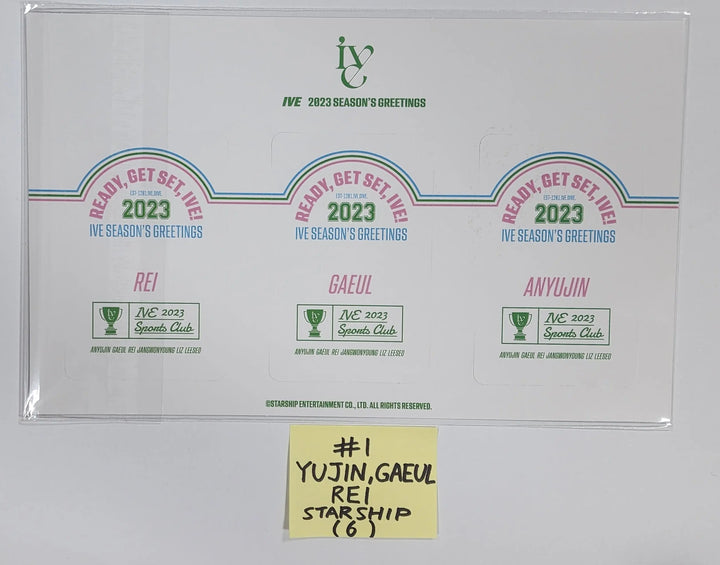 ive
IVE 2023 SEASON'S GREETINGS
READY, GET SET, IVE!
2023
IVE SEASON'S GREETINGS
REI
IVE 2023
Sports Club
ANYUJIN GAEUL REI JANGWONYOUNG LIZ LEESEO
READY, GET SET, IVE!
2023
IVE SEASON'S GREETINGS
GAEUL
IVE 2023
Sports Club
ANYUJIN GAEUL REI JANGWONYOUNG LIZ LEESEO
READY, GET SET, IVE!
2023
IVE SEASON'S GREETINGS
ANYUJIN
IVE 2023
Sports Club
ANYUJIN GAEUL REI JANGWONYOUNG LIZ LEESEO
©STARSHIP ENTERTAINMENT CO., LTD. ALL RIGHTS RESERVED.
#1
YUJIN, GAEUL
REI
STARSHIP
(6)